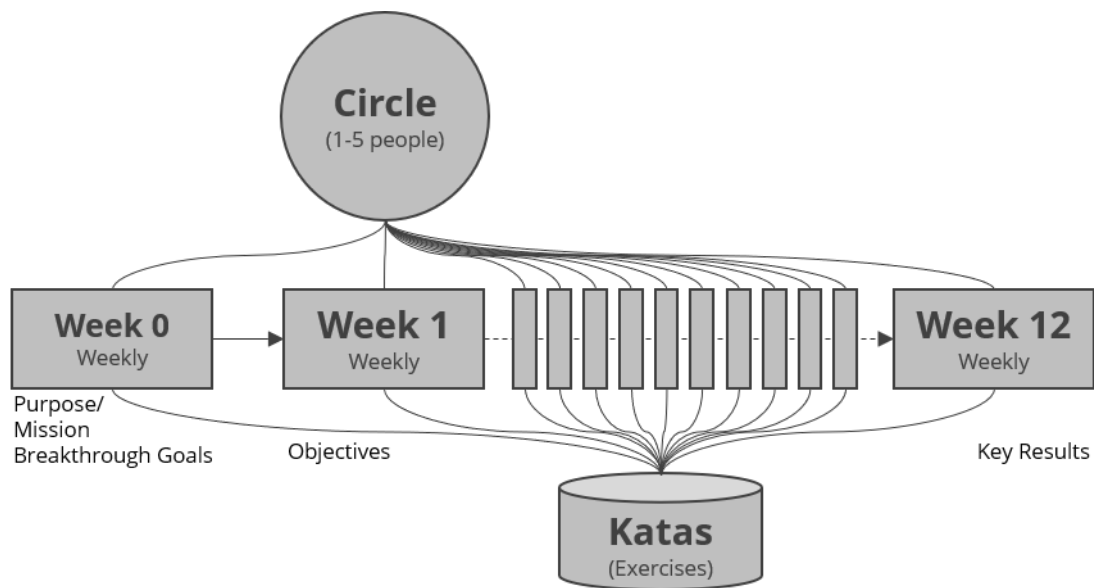 Circle
(1-5 people)
Week 0
Weekly
Week 1
Weekly
Week 12
Weekly
Purpose/
Mission
Breakthrough Goals
Objectives
Key Results
Katas
(Exercises)